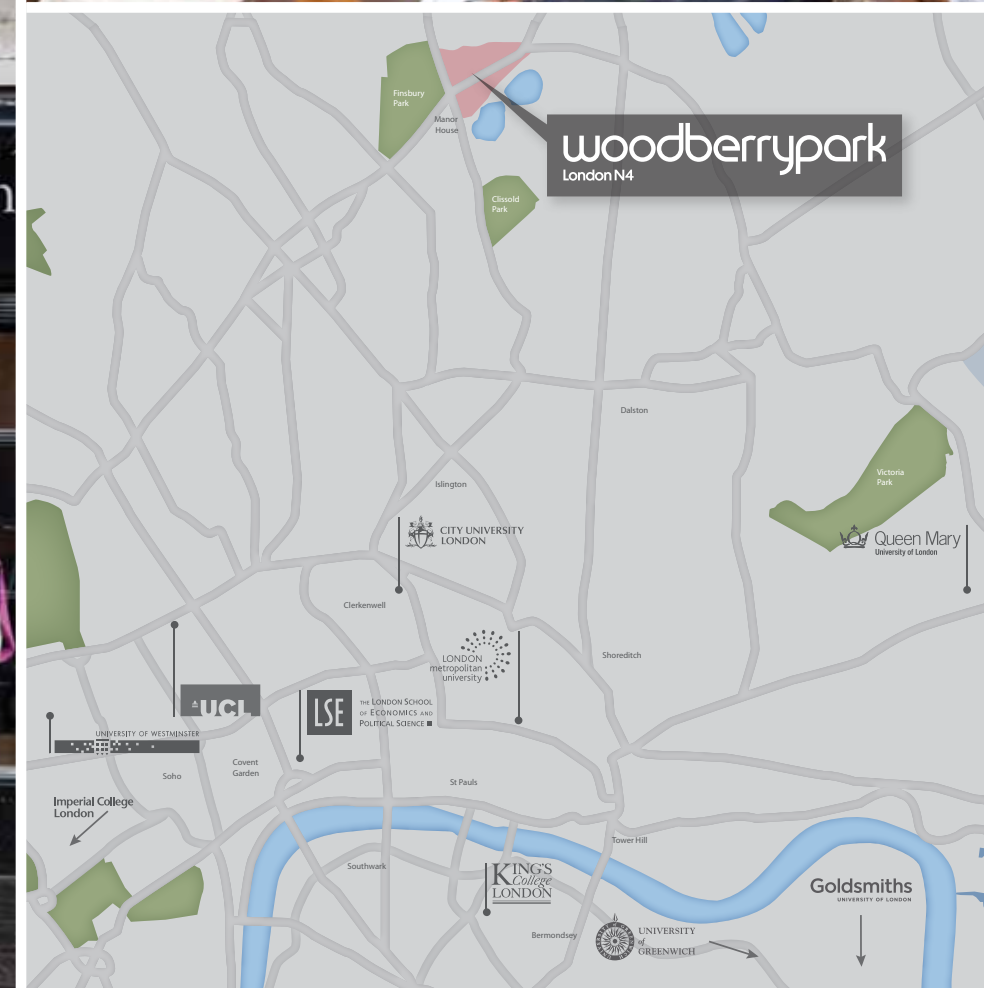 Finsbury
Park
Manor
House
woodberrypark
London N4
Clissold
Park
Dalston
Victoria
Park
Islington
CITY UNIVERSITY
LONDON
Queen Mary
University of London
Clerkenwell
LONDON
metropolitan
university
Shoreditch
UCL
LSE
THE LONDON SCHOOL
OF ECONOMICS AND
POLITICAL SCIENCE
UNIVERSITY OF WESTMINSTER
Covent
Garden
Soho
St Pauls
Imperial College
London
Tower Hill
Southwark
KING'S
College
LONDON
Goldsmiths
UNIVERSITY OF LONDON
Bermondsey
UNIVERSITY
of
GREENWICH